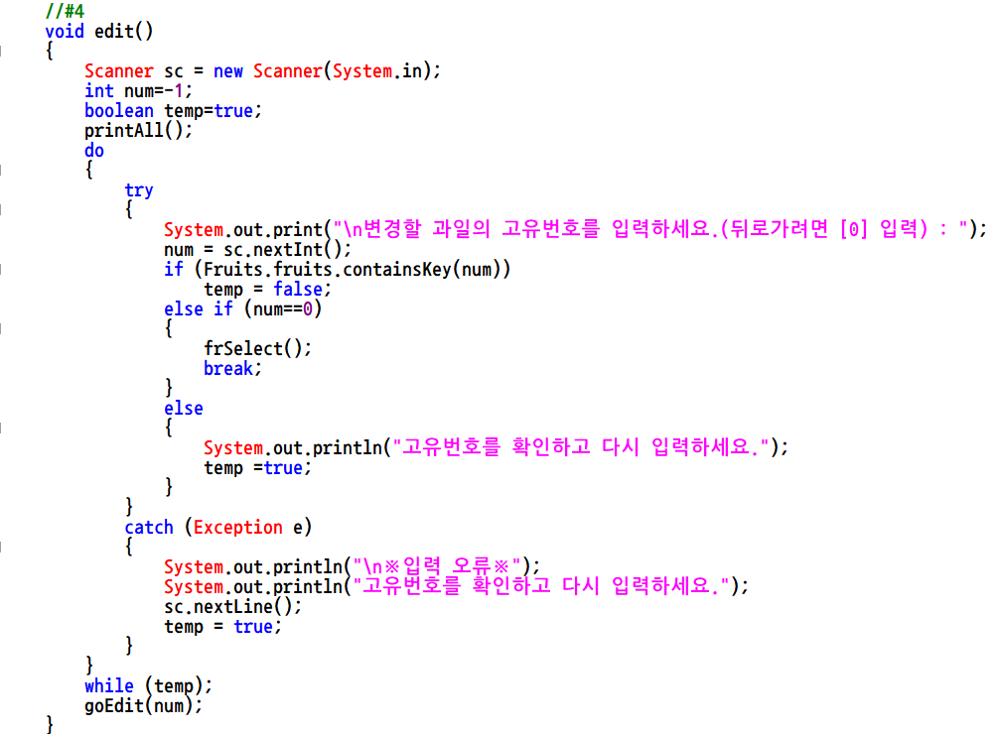 //#4
void edit()
{
    Scanner sc = new Scanner(System.in);
    int num=-1;
    boolean temp=true;
    printAll();
    do
    {
        try
        {
            System.out.print("\n변경할 과일의 고유번호를 입력하세요.(뒤로가려면 [0] 입력) : ");
            num = sc.nextInt();
            if (Fruits.fruits.containsKey(num))
                temp = false;
            else if (num==0)
            {
                frSelect();
                break;
            }
            else
            {
                System.out.println("고유번호를 확인하고 다시 입력하세요.");
                temp =true;
            }
        }
        catch (Exception e)
        {
            System.out.println("\n※입력 오류※");
            System.out.println("고유번호를 확인하고 다시 입력하세요.");
            sc.nextLine();
            temp = true;
        }
    }
    while (temp);
    goEdit(num);
}